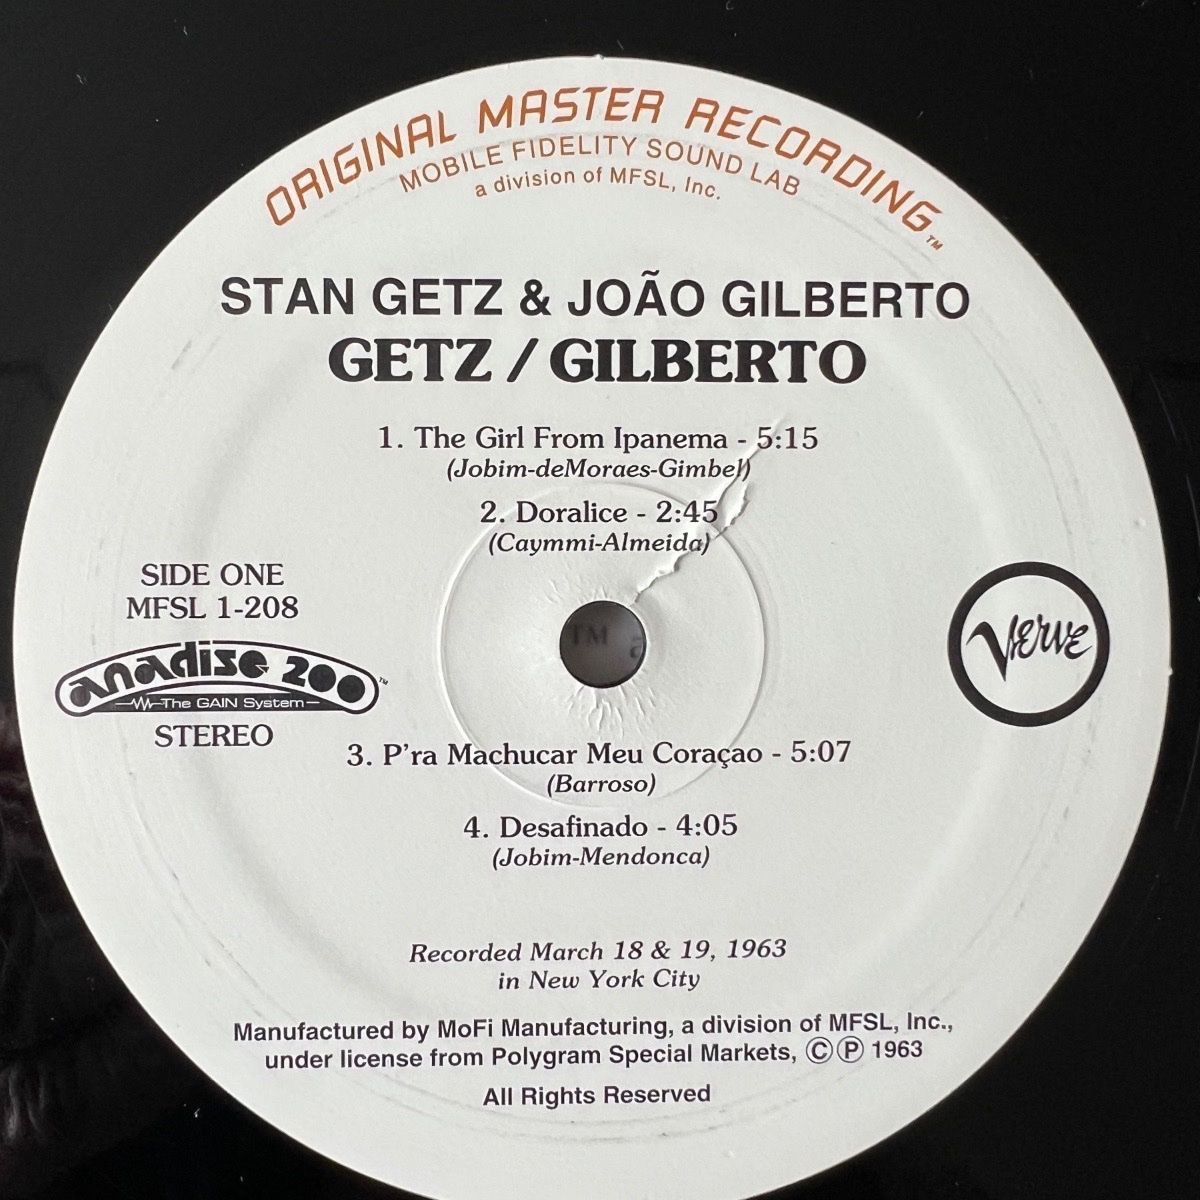 ORIGINAL MASTER RECORDING™
MOBILE FIDELITY SOUND LAB
a division of MFSL, Inc.
STAN GETZ & JOÃO GILBERTO
GETZ / GILBERTO
1. The Girl From Ipanema - 5:15
(Jobim-deMoraes-Gimbel)
2. Doralice - 2:45
(Caymmi-Almeida)
SIDE ONE
MFSL 1-208
anadisc 200™
The GAIN System
STEREO
Verve
TM
3. P'ra Machucar Meu Coraçao - 5:07
(Barroso)
4. Desafinado - 4:05
(Jobim-Mendonca)
Recorded March 18 & 19, 1963
in New York City
Manufactured by MoFi Manufacturing, a division of MFSL, Inc.,
under license from Polygram Special Markets, ©℗ 1963
All Rights Reserved